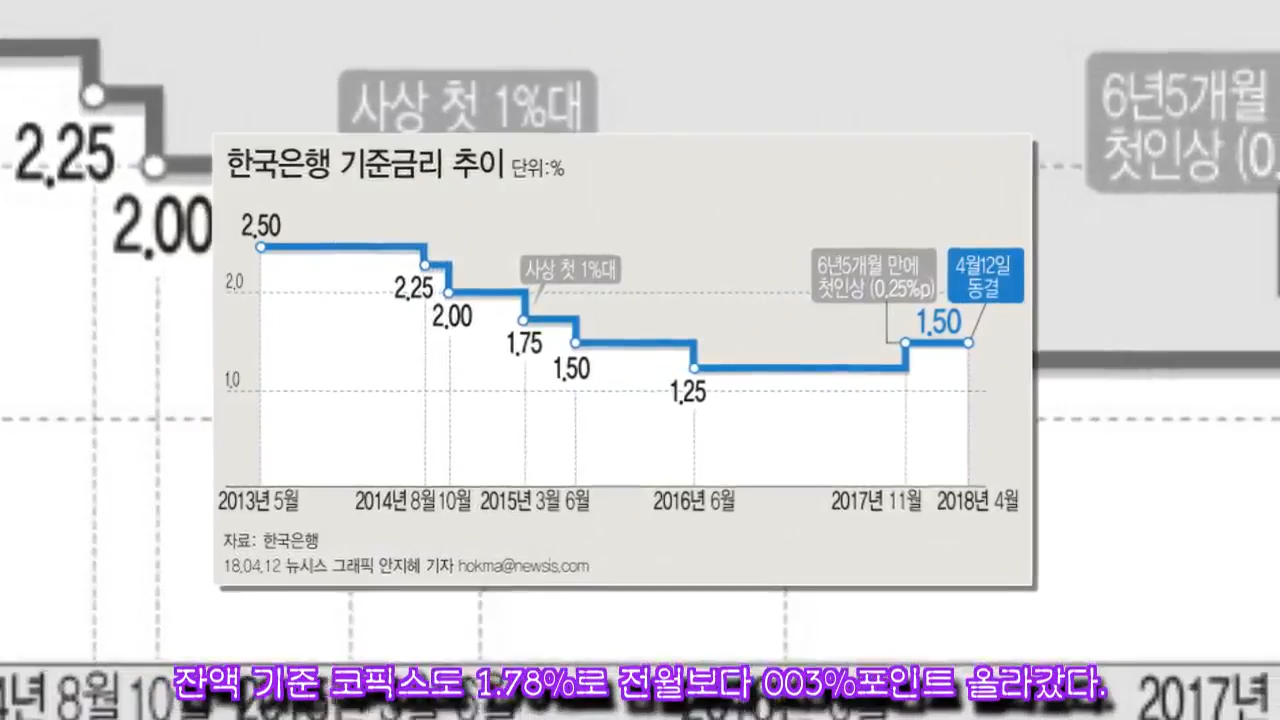 사상 첫 1%대
6년5개월
첫인상 (0.
2.25
2.00
한국은행 기준금리 추이 단위:%
2.50
2.0
2.25
2.00
사상 첫 1%대
1.75
1.50
1.25
6년5개월 만에
첫인상 (0.25%p)
4월12일
동결
1.50
1.0
2013년 5월 2014년 8월 10월 2015년 3월 6월 2016년 6월 2017년 11월 2018년 4월
자료: 한국은행
18.04.12 뉴시스 그래픽 안지혜 기자 hokma@newsis.com
잔액 기준 코픽스도 1.78%로 전월보다 003%포인트 올라갔다.
4년 8월 10 2017년